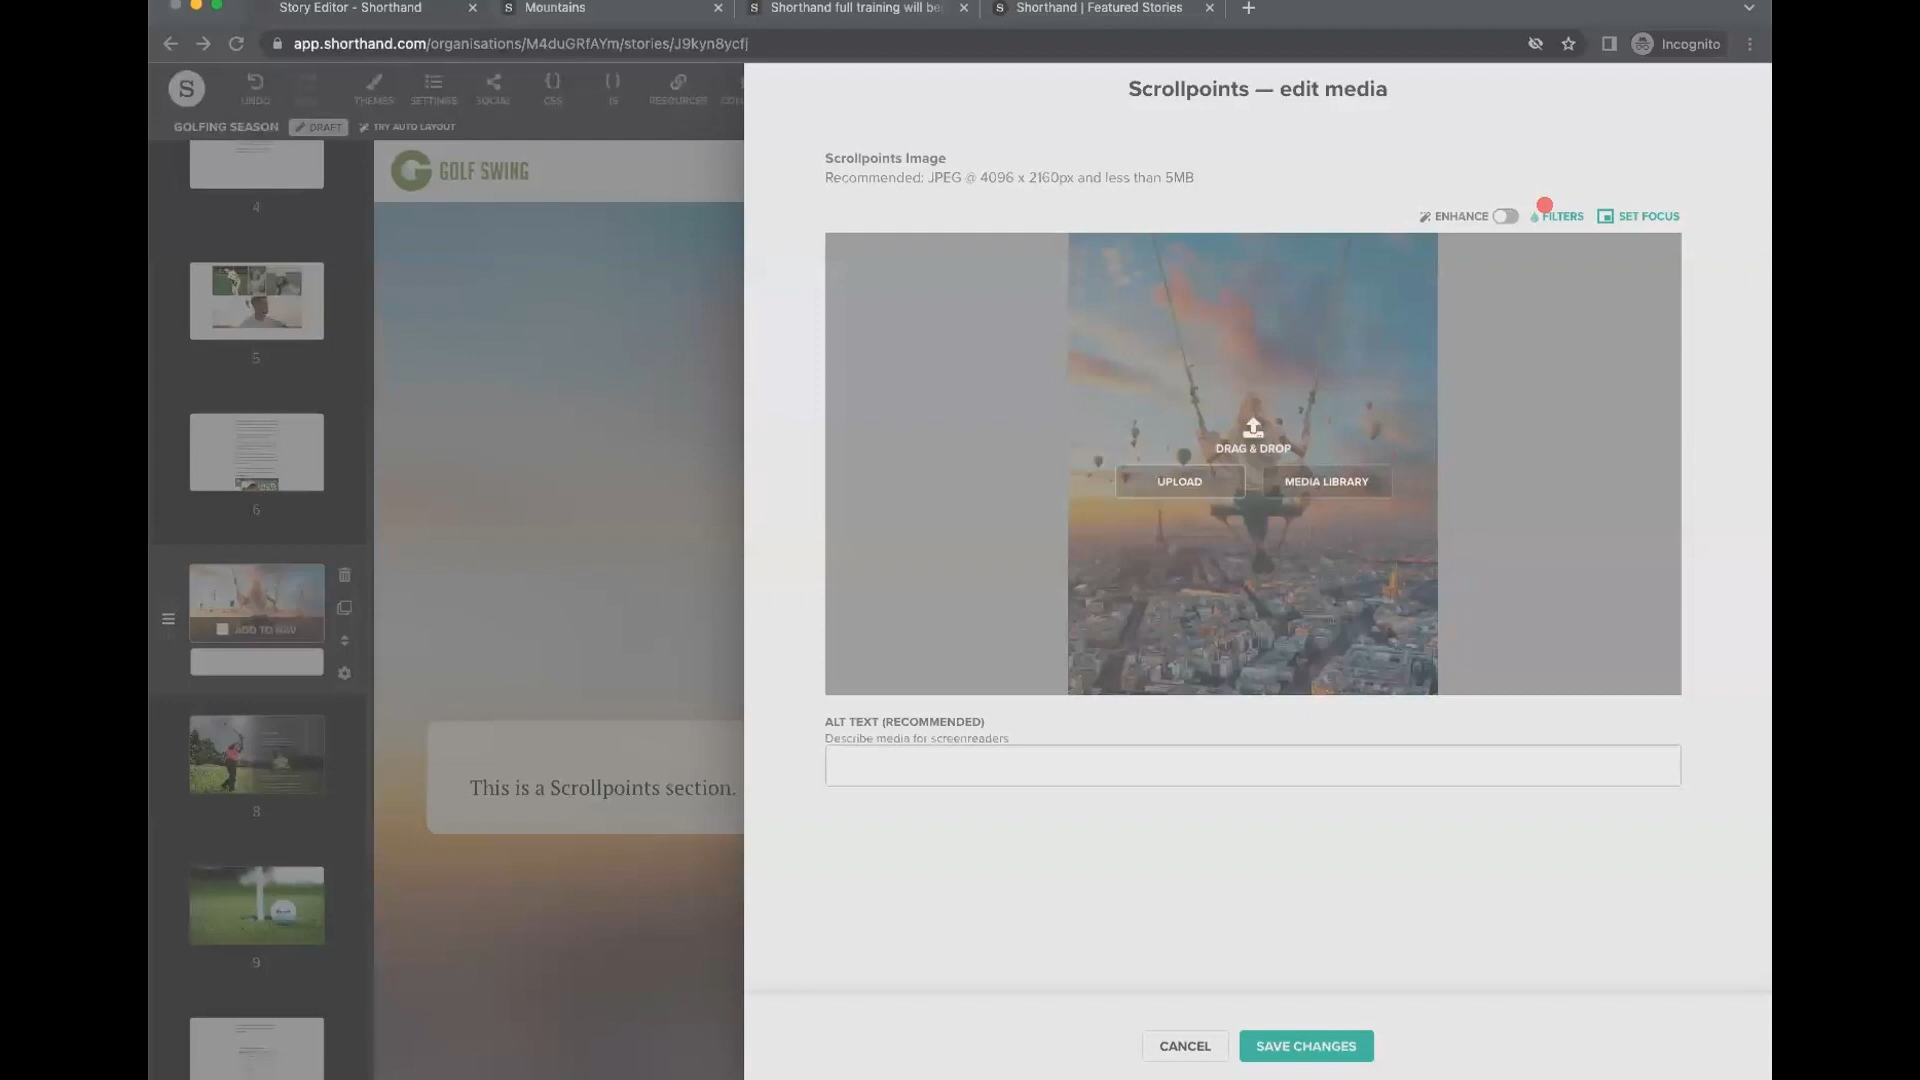 Story Editor - Shorthand
S Mountains
S Shorthand full training will be
S Shorthand | Featured Stories
app.shorthand.com/organisations/M4duGRfAYm/stories/J9kyn8ycfj
Incognito
S
UNDO
THEMES
SETTINGS
SOCIAL
CSS
JS
RESOURCES
GOLFING SEASON
DRAFT
TRY AUTO LAYOUT
4
5
6
ADD TO NAV
8
9
GOLF SWING
This is a Scrollpoints section.
Scrollpoints — edit media
Scrollpoints Image
Recommended: JPEG @ 4096 x 2160px and less than 5MB
ENHANCE
FILTERS
SET FOCUS
DRAG & DROP
UPLOAD
MEDIA LIBRARY
ALT TEXT (RECOMMENDED)
Describe media for screenreaders
CANCEL
SAVE CHANGES